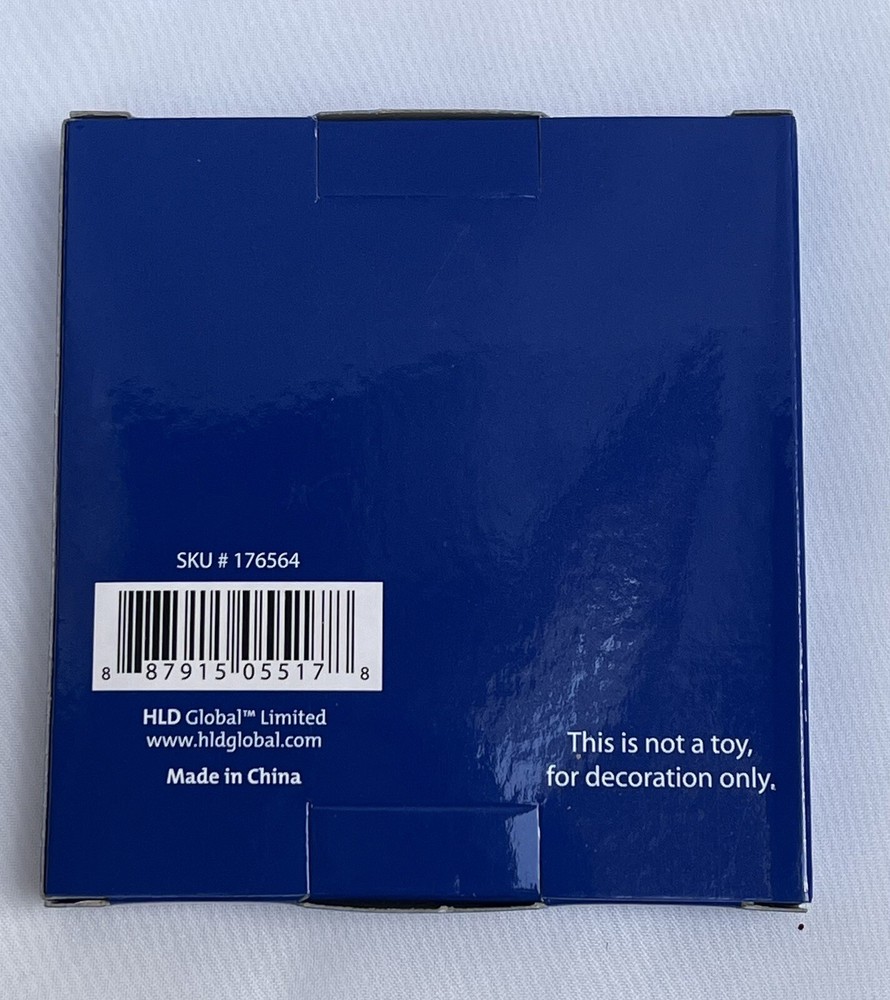 SKU # 176564
8 87915 05517 8
HLD Global™ Limited
www.hldglobal.com
Made in China
This is not a toy,
for decoration only.